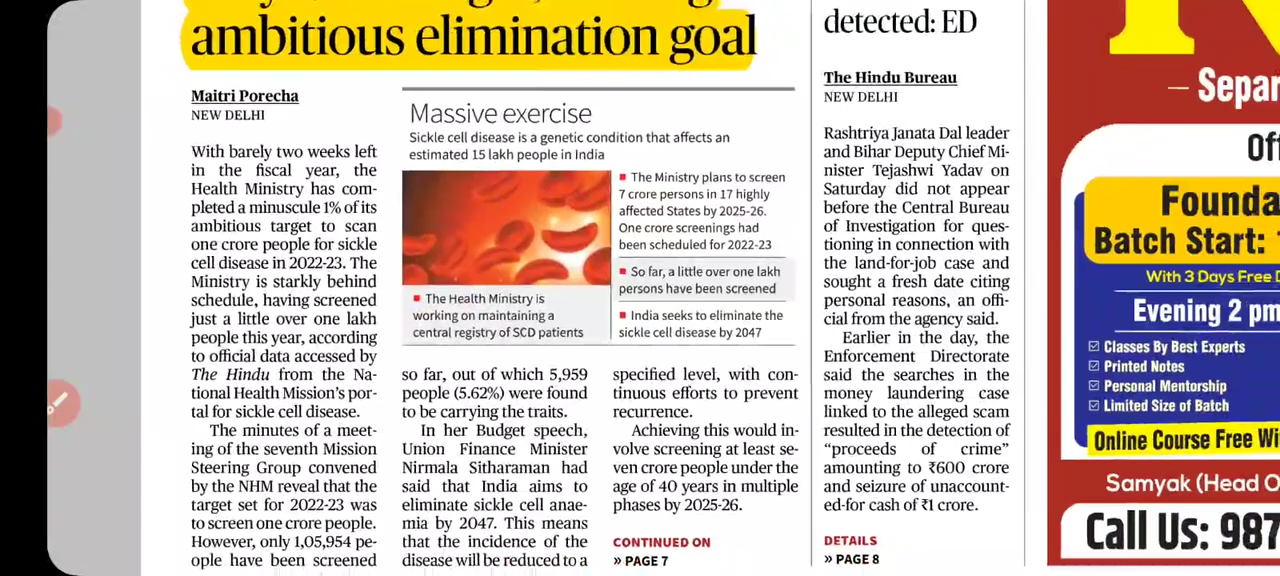 ambitious elimination goal
Maitri Porecha
NEW DELHI
With barely two weeks left
in the fiscal year, the
Health Ministry has com-
pleted a minuscule 1% of its
ambitious target to scan
one crore people for sickle
cell disease in 2022-23. The
Ministry is starkly behind
schedule, having screened
just a little over one lakh
people this year, according
to official data accessed by
The Hindu from the Na-
tional Health Mission's por-
tal for sickle cell disease.
The minutes of a meet-
ing of the seventh Mission
Steering Group convened
by the NHM reveal that the
target set for 2022-23 was
to screen one crore people.
However, only 1,05,954 pe-
ople have been screened
Massive exercise
Sickle cell disease is a genetic condition that affects an
estimated 15 lakh people in India
■ The Health Ministry is
working on maintaining a
central registry of SCD patients
■ The Ministry plans to screen
7 crore persons in 17 highly
affected States by 2025-26.
One crore screenings had
been scheduled for 2022-23
■ So far, a little over one lakh
persons have been screened
■ India seeks to eliminate the
sickle cell disease by 2047
so far, out of which 5,959
people (5.62%) were found
to be carrying the traits.
In her Budget speech,
Union Finance Minister
Nirmala Sitharaman had
said that India aims to
eliminate sickle cell anae-
mia by 2047. This means
that the incidence of the
disease will be reduced to a
specified level, with con-
tinuous efforts to prevent
recurrence.
Achieving this would in-
volve screening at least se-
ven crore people under the
age of 40 years in multiple
phases by 2025-26.
CONTINUED ON
» PAGE 7
detected: ED
The Hindu Bureau
NEW DELHI
Rashtriya Janata Dal leader
and Bihar Deputy Chief Mi-
nister Tejashwi Yadav on
Saturday did not appear
before the Central Bureau
of Investigation for ques-
tioning in connection with
the land-for-job case and
sought a fresh date citing
personal reasons, an offi-
cial from the agency said.
Earlier in the day, the
Enforcement Directorate
said the searches in the
money laundering case
linked to the alleged scam
resulted in the detection of
"proceeds of crime"
amounting to ₹600 crore
and seizure of unaccount-
ed-for cash of ₹1 crore.
DETAILS
» PAGE 8
— Separ
Off
Founda
Batch Start:
With 3 Days Free
Evening 2 pm
Classes By Best Experts
Printed Notes
Personal Mentorship
Limited Size of Batch
Online Course Free Wi
Samyak (Head O
Call Us: 987